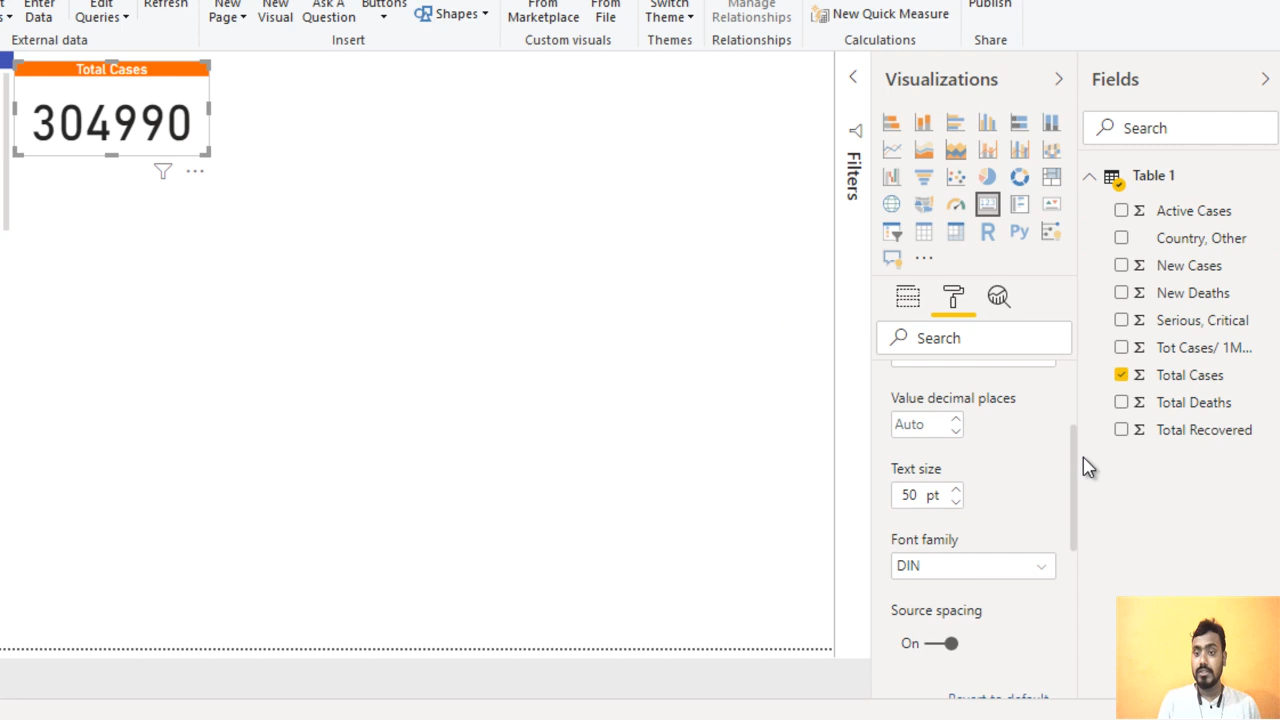 Enter
Data
Edit
Queries
Refresh
New
Page
New
Visual
Ask A
Question
Buttons
Shapes
From
Marketplace
From
File
Switch
Theme
Manage
Relationships
New Quick Measure
Publish
External data
Insert
Custom visuals
Themes
Relationships
Calculations
Share
Total Cases
304990
Filters
Visualizations
R
Py
Search
Value decimal places
Auto
Text size
50 pt
Font family
DIN
Source spacing
On
Revert to default
Fields
Search
Table 1
Σ Active Cases
Country, Other
Σ New Cases
Σ New Deaths
Σ Serious, Critical
Σ Tot Cases/ 1M...
Σ Total Cases
Σ Total Deaths
Σ Total Recovered